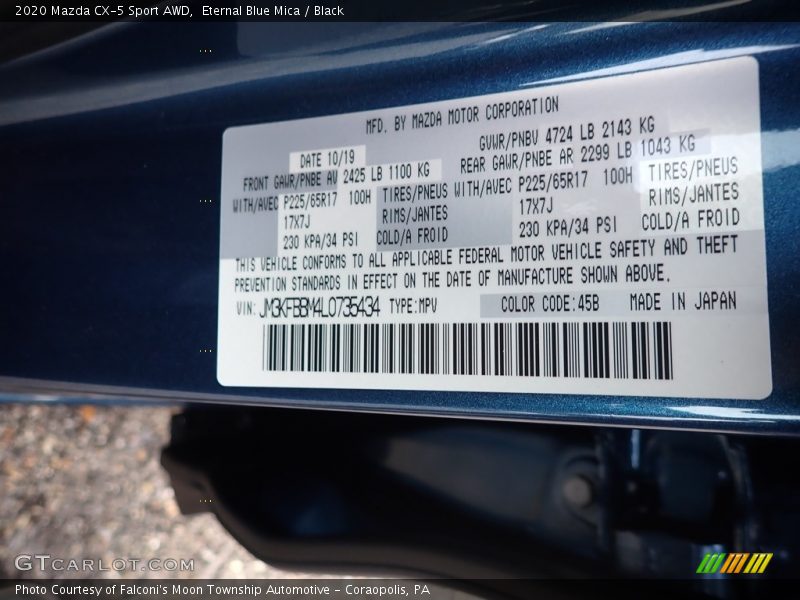 2020 Mazda CX-5 Sport AWD, Eternal Blue Mica / Black
MFD. BY MAZDA MOTOR CORPORATION
DATE 10/19
GVWR/PNBV 4724 LB 2143 KG
FRONT GAWR/PNBE AV 2425 LB 1100 KG
REAR GAWR/PNBE AR 2299 LB 1043 KG
WITH/AVEC P225/65R17 100H TIRES/PNEUS WITH/AVEC P225/65R17 100H TIRES/PNEUS
17X7J RIMS/JANTES 17X7J RIMS/JANTES
230 KPA/34 PSI COLD/A FROID 230 KPA/34 PSI COLD/A FROID
THIS VEHICLE CONFORMS TO ALL APPLICABLE FEDERAL MOTOR VEHICLE SAFETY AND THEFT
PREVENTION STANDARDS IN EFFECT ON THE DATE OF MANUFACTURE SHOWN ABOVE.
VIN: JM3KFBBM4L0735434 TYPE:MPV COLOR CODE:45B MADE IN JAPAN
GTCARLOT.COM
Photo Courtesy of Falconi's Moon Township Automotive - Coraopolis, PA